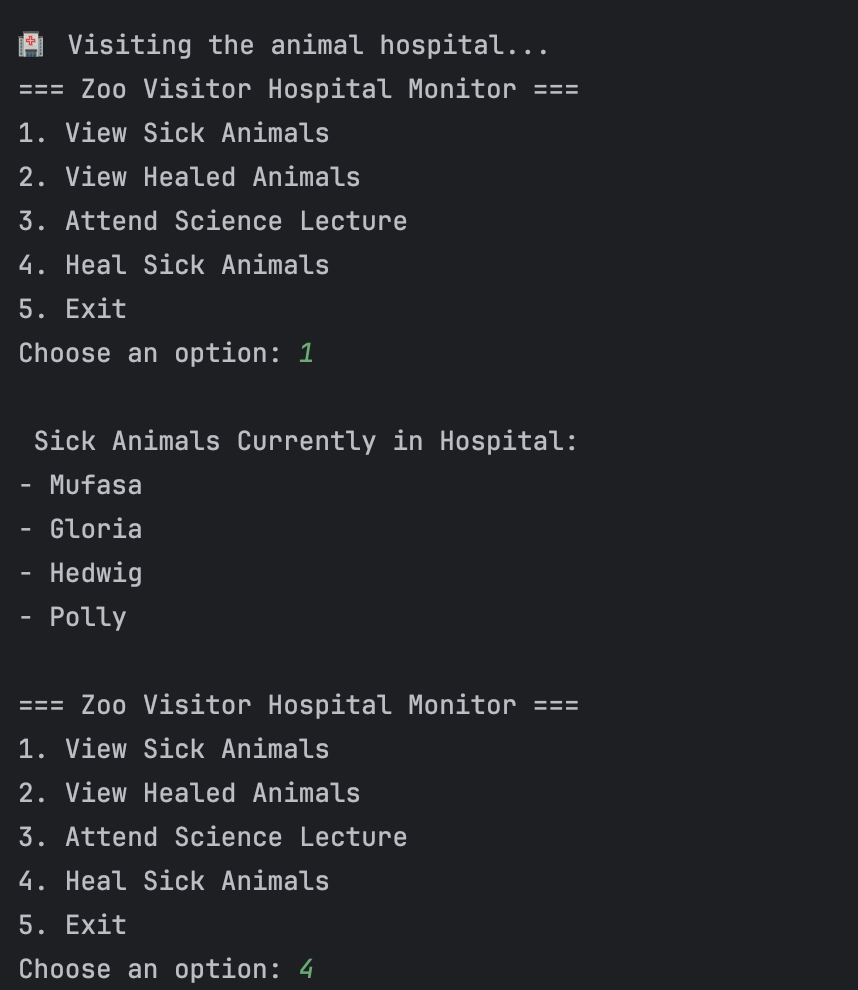 🏥 Visiting the animal hospital...
=== Zoo Visitor Hospital Monitor ===
1. View Sick Animals
2. View Healed Animals
3. Attend Science Lecture
4. Heal Sick Animals
5. Exit
Choose an option: 1
Sick Animals Currently in Hospital:
- Mufasa
- Gloria
- Hedwig
- Polly
=== Zoo Visitor Hospital Monitor ===
1. View Sick Animals
2. View Healed Animals
3. Attend Science Lecture
4. Heal Sick Animals
5. Exit
Choose an option: 4